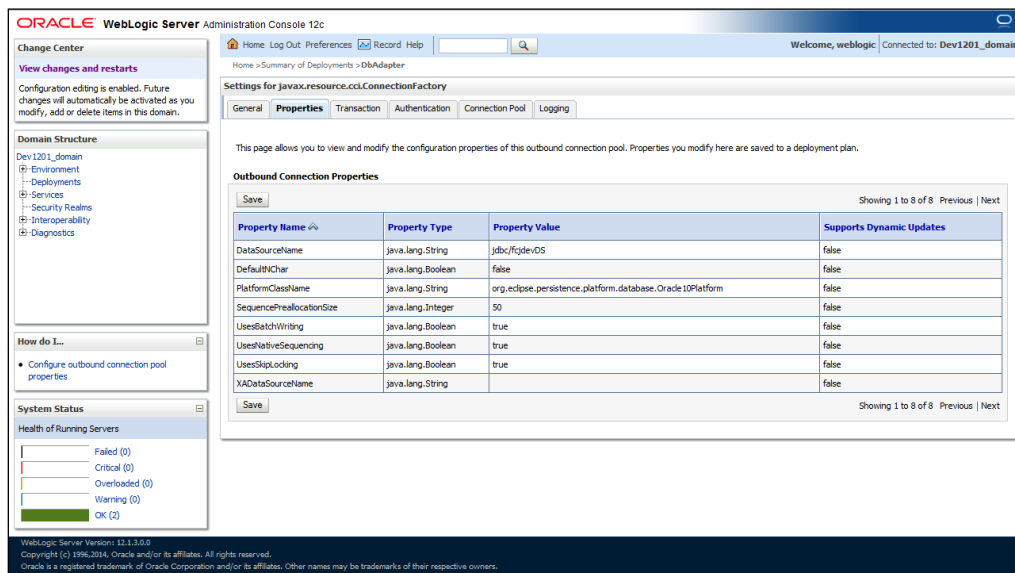 ORACLE WebLogic Server Administration Console 12c
Change Center
View changes and restarts
Configuration editing is enabled. Future
changes will automatically be activated as you
modify, add or delete items in this domain.
Domain Structure
Dev1201_domain
Environment
Deployments
Services
Security Realms
Interoperability
Diagnostics
How do I...
Configure outbound connection pool
properties
System Status
Health of Running Servers
Failed (0)
Critical (0)
Overloaded (0)
Warning (0)
OK (2)
Home Log Out Preferences Record Help
Welcome, weblogic Connected to: Dev1201_domain
Home >Summary of Deployments >DbAdapter
Settings for javax.resource.cci.ConnectionFactory
General Properties Transaction Authentication Connection Pool Logging
This page allows you to view and modify the configuration properties of this outbound connection pool. Properties you modify here are saved to a deployment plan.
Outbound Connection Properties
Save Showing 1 to 8 of 8 Previous | Next
Property Name Property Type Property Value Supports Dynamic Updates
DataSourceName java.lang.String jdbc/fcjdevDS false
DefaultNChar java.lang.Boolean false false
PlatformClassName java.lang.String org.eclipse.persistence.platform.database.Oracle10Platform false
SequencePreallocationSize java.lang.Integer 50 false
UsesBatchWriting java.lang.Boolean true false
UsesNativeSequencing java.lang.Boolean true false
UsesSkipLocking java.lang.Boolean true false
XADataSourceName java.lang.String false
Save Showing 1 to 8 of 8 Previous | Next
WebLogic Server Version: 12.1.3.0.0
Copyright (c) 1996,2014, Oracle and/or its affiliates. All rights reserved.
Oracle is a registered trademark of Oracle Corporation and/or its affiliates. Other names may be trademarks of their respective owners.